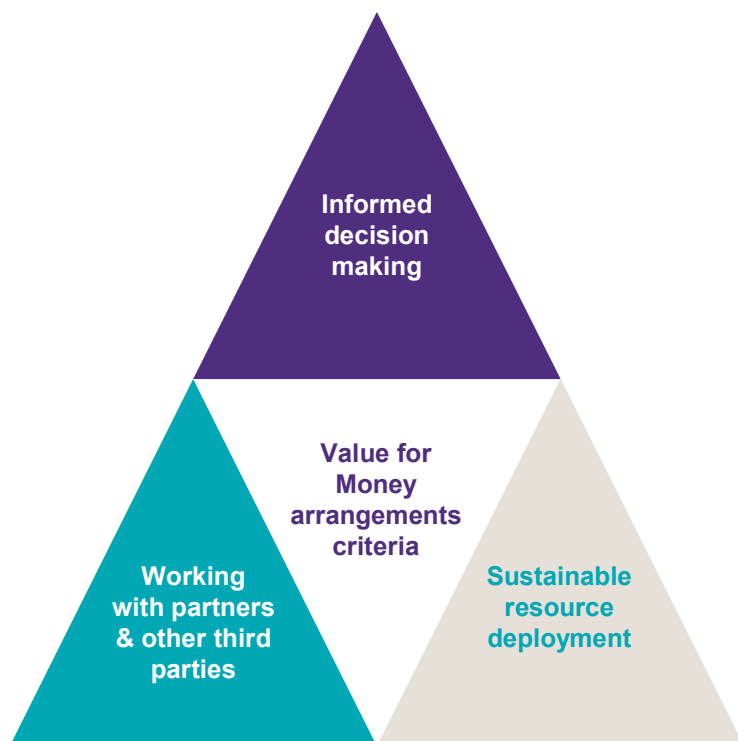 Informed
decision
making
Value for
Money
arrangements
criteria
Working
with partners
& other third
parties
Sustainable
resource
deployment